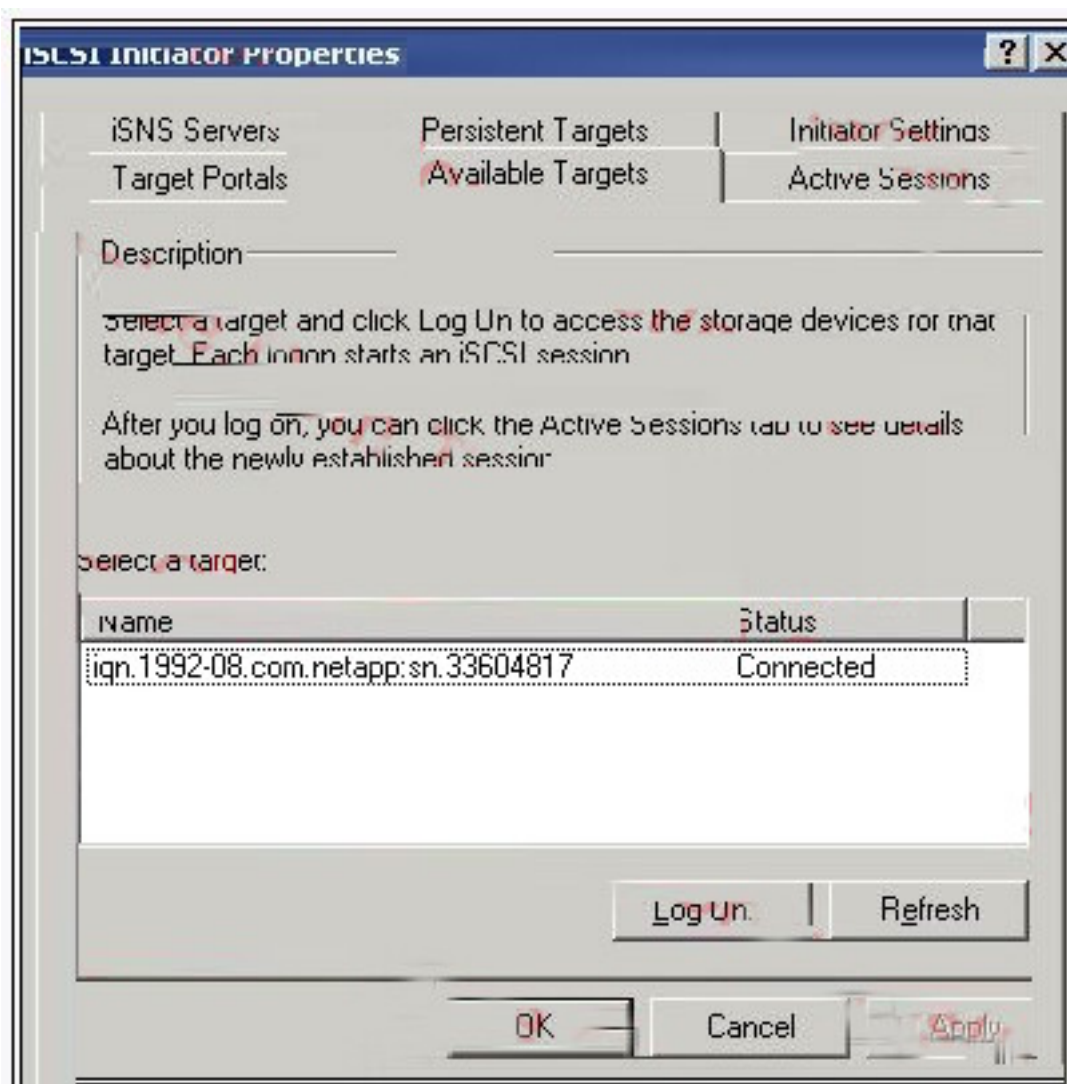 iSCSI Initiator Properties
iSNS Servers Persistent Targets Initiator Settings
Target Portals Available Targets Active Sessions
Description
Select a target and click Log On to access the storage devices for that
target. Each logon starts an iSCSI session.
After you log on, you can click the Active Sessions tab to see details
about the newly established session.
Select a target:
Name Status
iqn.1992-08.com.netapp:sn.33604817 Connected
Log On... Refresh
OK Cancel Apply